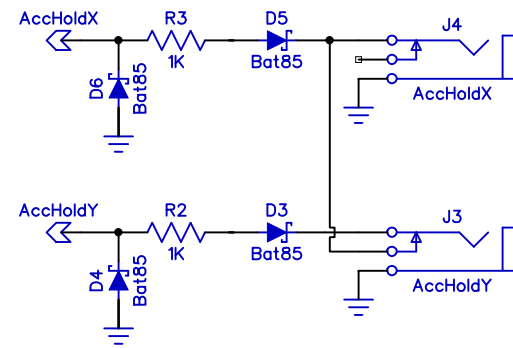 AccHoldX
R3
D5
J4
1K
Bat85
D6
Bat85
AccHoldX
AccHoldY
R2
D3
J3
1K
Bat85
D4
Bat85
AccHoldY